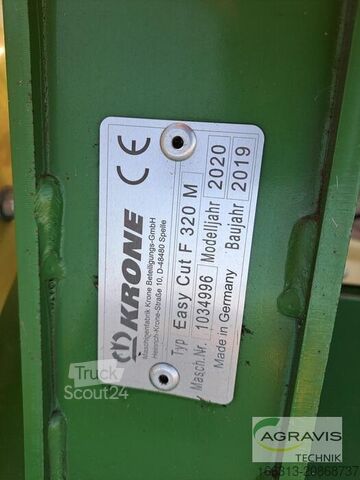 CE
KRONE
Maschinenfabrik Krone Beteiligungs-GmbH
Heinrich-Krone-Straße 10, D-48480 Spelle
Typ Easy Cut F 320 M
Masch.Nr. 1034996 Modelljahr 2020
Made in Germany Baujahr 2019
Truck
Scout24
AGRAVIS
TECHNIK